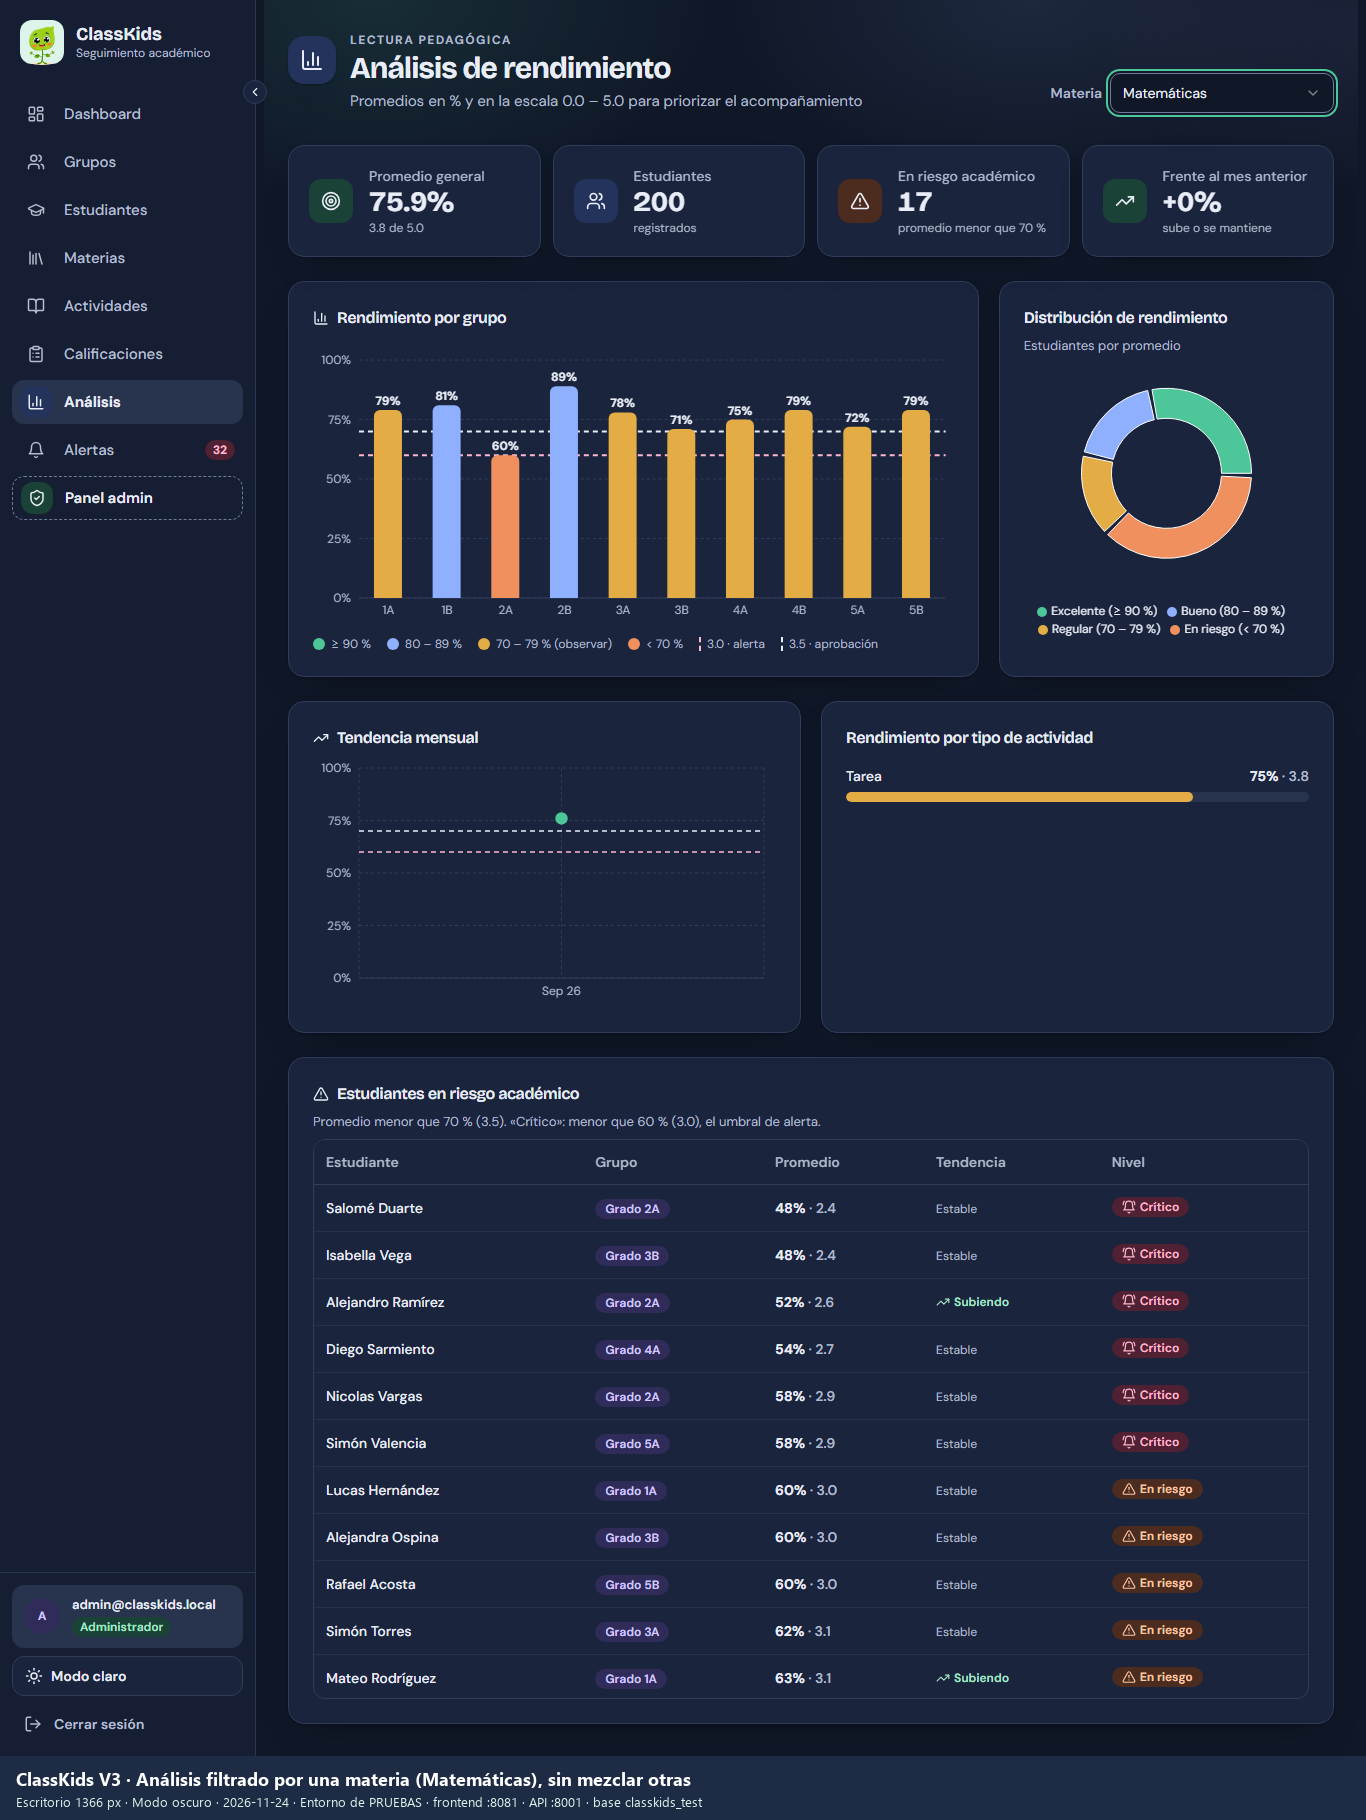 ClassKids
Seguimiento académico
Dashboard
Grupos
Estudiantes
Materias
Actividades
Calificaciones
Análisis
Alertas 32
Panel admin
LECTURA PEDAGÓGICA
Análisis de rendimiento
Promedios en % y en la escala 0.0 – 5.0 para priorizar el acompañamiento
Materia Matemáticas
Promedio general
75.9%
3.8 de 5.0
Estudiantes
200
registrados
En riesgo académico
17
promedio menor que 70 %
Frente al mes anterior
+0%
sube o se mantiene
Rendimiento por grupo
100%
75%
50%
25%
0%
79% 81% 60% 89% 78% 71% 75% 79% 72% 79%
1A 1B 2A 2B 3A 3B 4A 4B 5A 5B
≥ 90 % 80 – 89 % 70 – 79 % (observar) < 70 % 3.0 · alerta 3.5 · aprobación
Distribución de rendimiento
Estudiantes por promedio
Excelente (≥ 90 %) Bueno (80 – 89 %)
Regular (70 – 79 %) En riesgo (< 70 %)
Tendencia mensual
100%
75%
50%
25%
0%
Sep 26
Rendimiento por tipo de actividad
Tarea 75% · 3.8
Estudiantes en riesgo académico
Promedio menor que 70 % (3.5). «Crítico»: menor que 60 % (3.0), el umbral de alerta.
Estudiante Grupo Promedio Tendencia Nivel
Salomé Duarte Grado 2A 48% · 2.4 Estable Crítico
Isabella Vega Grado 3B 48% · 2.4 Estable Crítico
Alejandro Ramírez Grado 2A 52% · 2.6 Subiendo Crítico
Diego Sarmiento Grado 4A 54% · 2.7 Estable Crítico
Nicolas Vargas Grado 2A 58% · 2.9 Estable Crítico
Simón Valencia Grado 5A 58% · 2.9 Estable Crítico
Lucas Hernández Grado 1A 60% · 3.0 Estable En riesgo
Alejandra Ospina Grado 3B 60% · 3.0 Estable En riesgo
Rafael Acosta Grado 5B 60% · 3.0 Estable En riesgo
Simón Torres Grado 3A 62% · 3.1 Estable En riesgo
Mateo Rodríguez Grado 1A 63% · 3.1 Subiendo En riesgo
A
admin@classkids.local
Administrador
Modo claro
Cerrar sesión
ClassKids V3 · Análisis filtrado por una materia (Matemáticas), sin mezclar otras
Escritorio 1366 px · Modo oscuro · 2026-11-24 · Entorno de PRUEBAS · frontend :8081 · API :8001 · base classkids_test